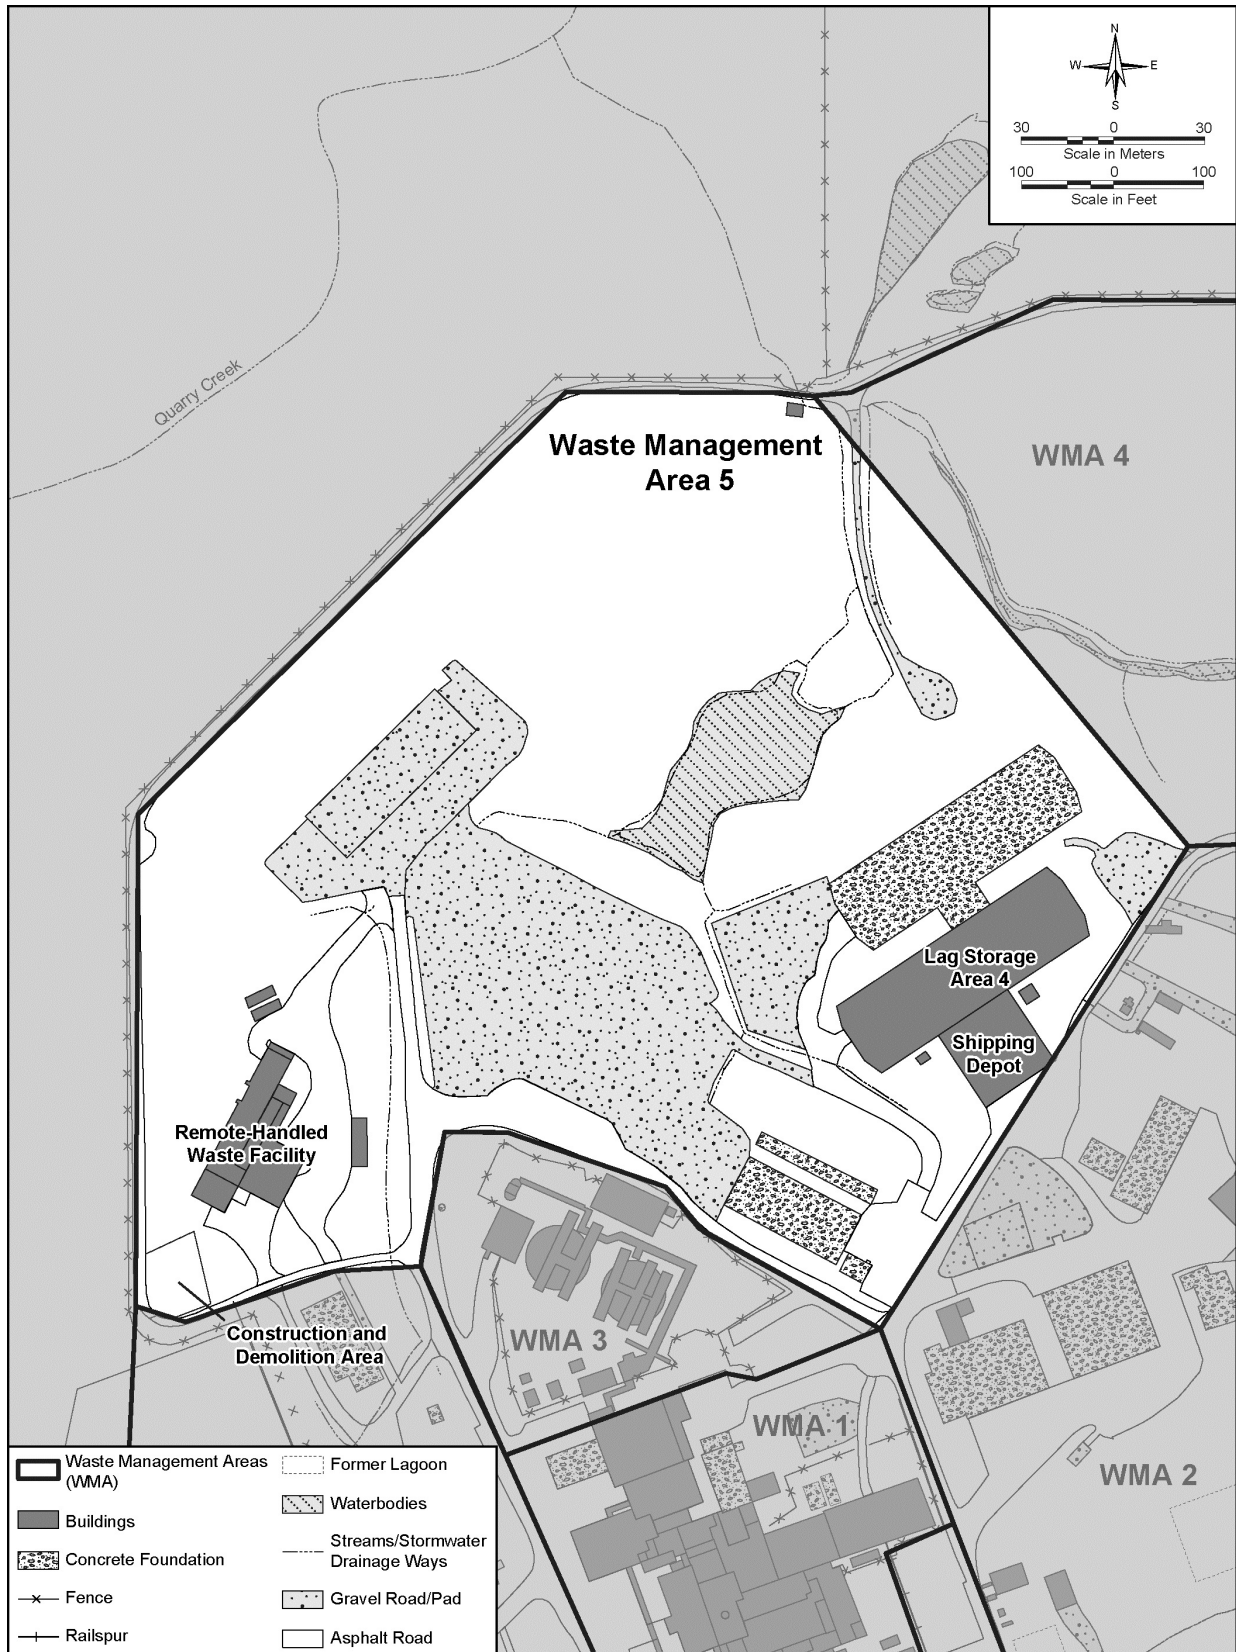 N
W E
S
30 0 30
Scale in Meters
100 0 100
Scale in Feet
Quarry Creek
Waste Management
Area 5
WMA 4
Lag Storage
Area 4
Shipping
Depot
Remote-Handled
Waste Facility
Construction and
Demolition Area
WMA 3
WMA 1
WMA 2
Waste Management Areas
(WMA)
Buildings
Concrete Foundation
Fence
Railspur
Former Lagoon
Waterbodies
Streams/Stormwater
Drainage Ways
Gravel Road/Pad
Asphalt Road